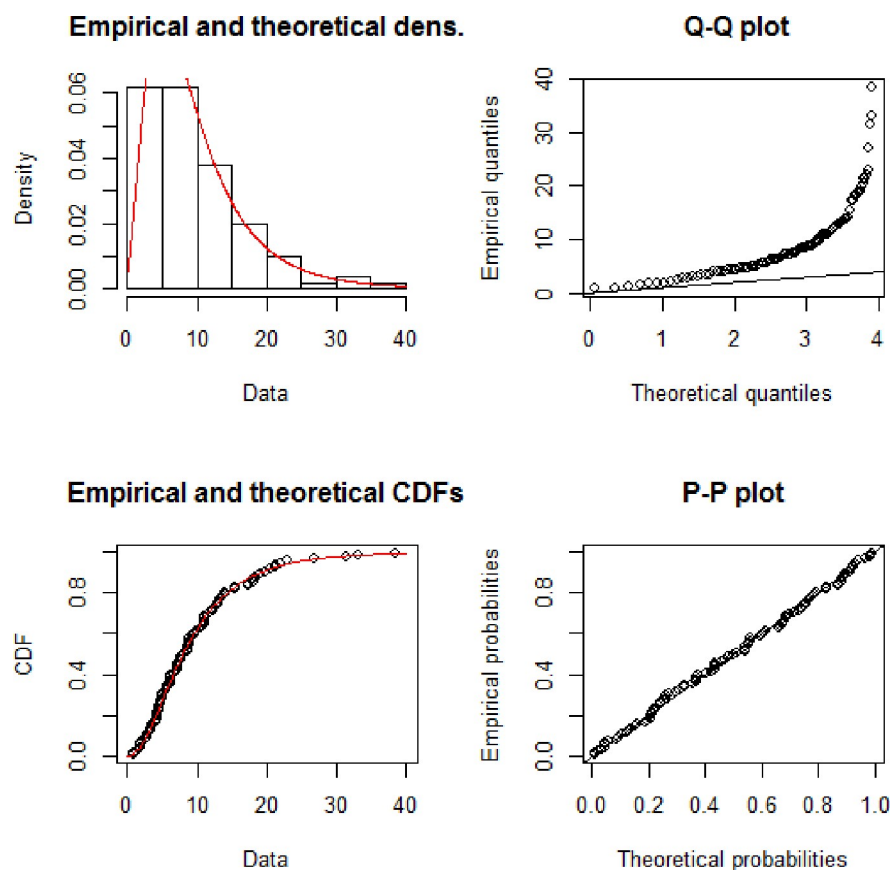 Empirical and theoretical dens.
Density
0.00 0.02 0.04 0.06
0 10 20 30 40
Data
Q-Q plot
Empirical quantiles
0 10 20 30 40
0 1 2 3 4
Theoretical quantiles
Empirical and theoretical CDFs
CDF
0.0 0.4 0.8
0 10 20 30 40
Data
P-P plot
Empirical probabilities
0.0 0.4 0.8
0.0 0.2 0.4 0.6 0.8 1.0
Theoretical probabilities